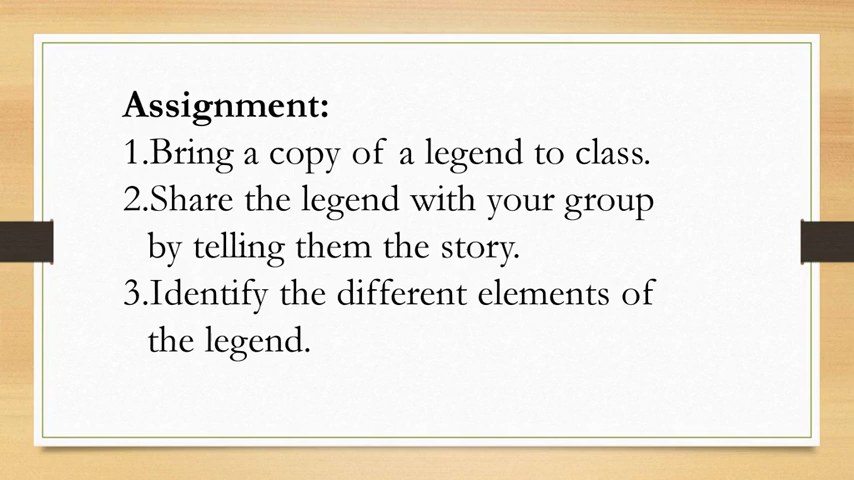 Assignment:
1.Bring a copy of a legend to class.
2.Share the legend with your group
by telling them the story.
3.Identify the different elements of
the legend.